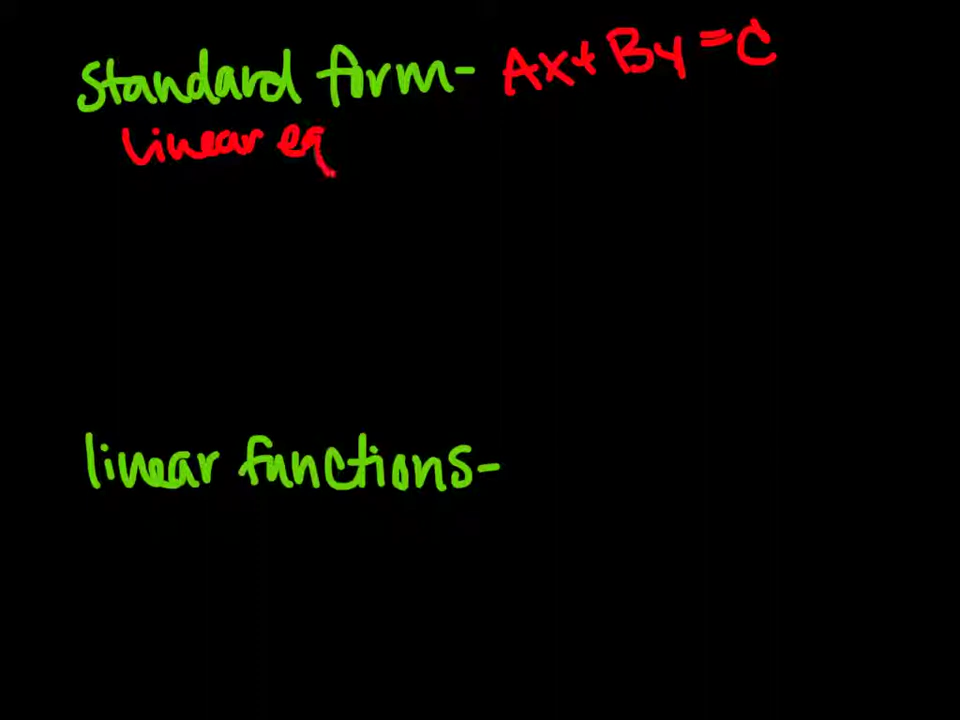 standard form- Ax+By=C
linear eq
linear functions-